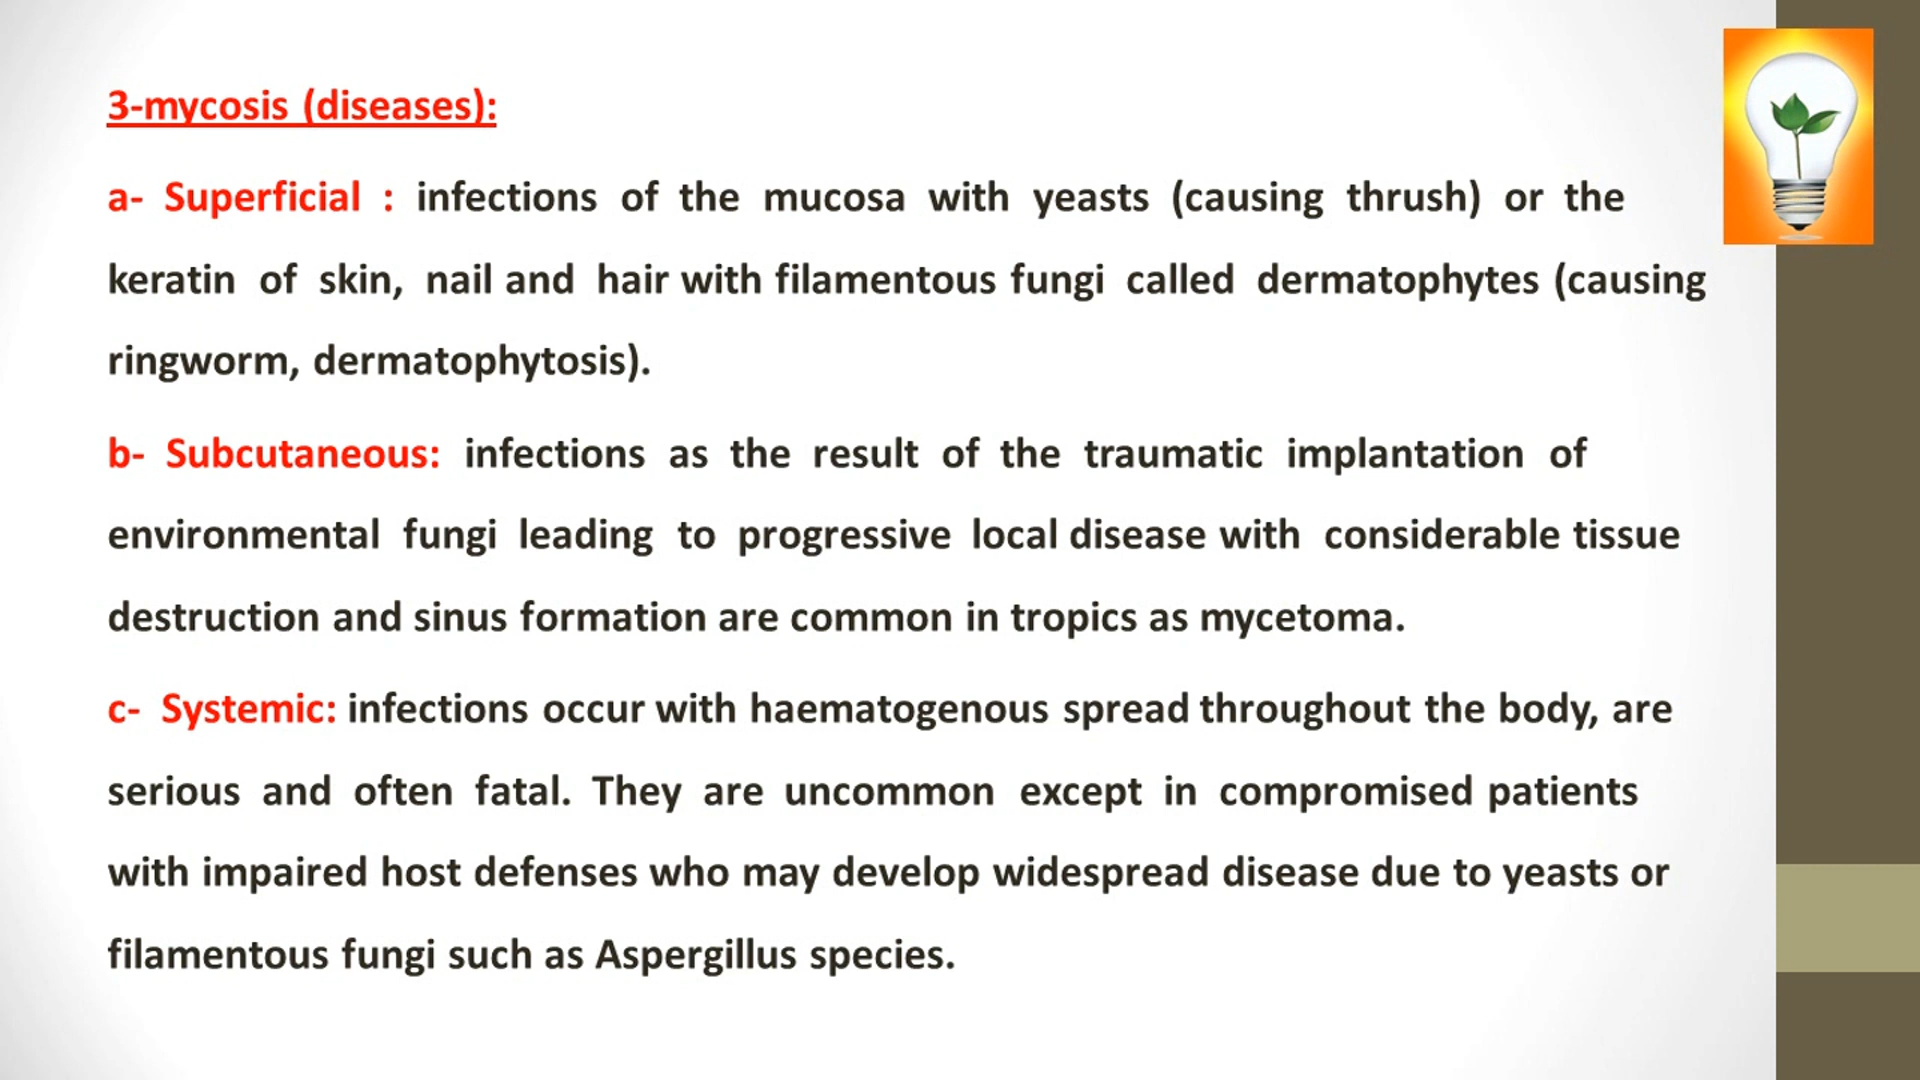 3-mycosis (diseases):
a- Superficial : infections of the mucosa with yeasts (causing thrush) or the
keratin of skin, nail and hair with filamentous fungi called dermatophytes (causing
ringworm, dermatophytosis).
b- Subcutaneous: infections as the result of the traumatic implantation of
environmental fungi leading to progressive local disease with considerable tissue
destruction and sinus formation are common in tropics as mycetoma.
c- Systemic: infections occur with haematogenous spread throughout the body, are
serious and often fatal. They are uncommon except in compromised patients
with impaired host defenses who may develop widespread disease due to yeasts or
filamentous fungi such as Aspergillus species.